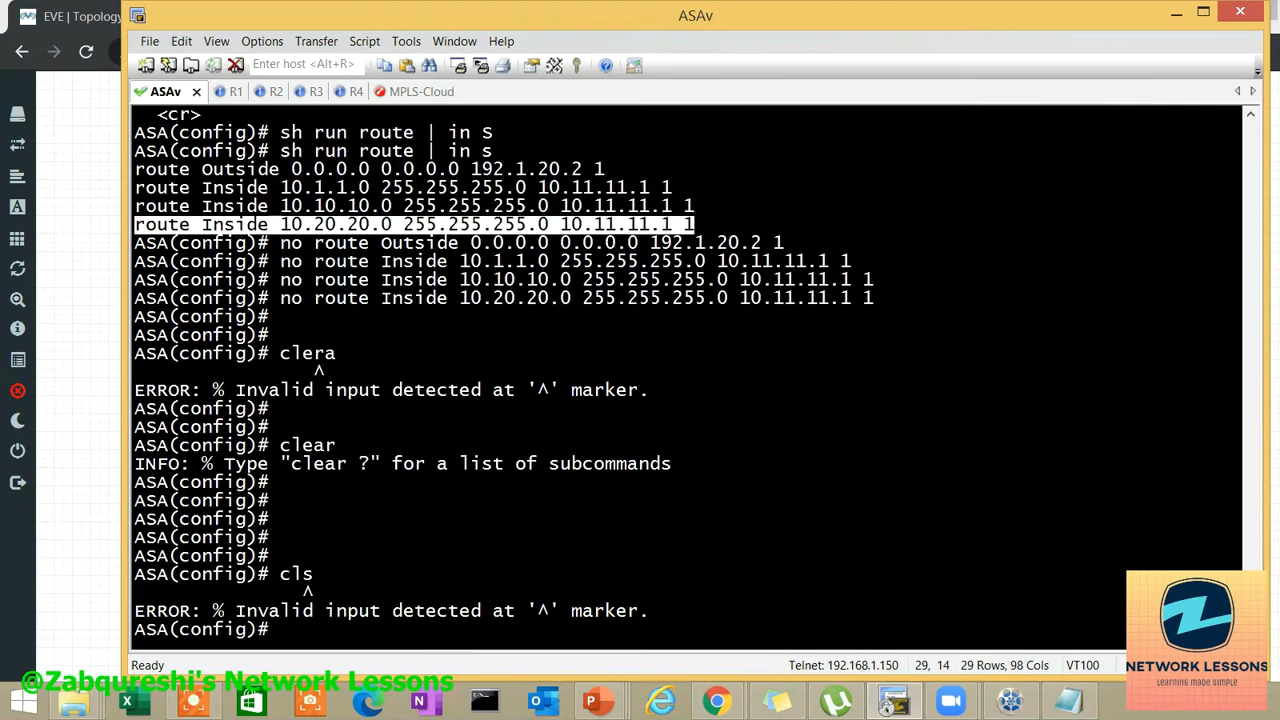 EVE | Topology
ASAv
File Edit View Options Transfer Script Tools Window Help
Enter host <Alt+R>
ASAv R1 R2 R3 R4 MPLS-Cloud
<cr>
ASA(config)# sh run route | in S
ASA(config)# sh run route | in s
route Outside 0.0.0.0 0.0.0.0 192.1.20.2 1
route Inside 10.1.1.0 255.255.255.0 10.11.11.1 1
route Inside 10.10.10.0 255.255.255.0 10.11.11.1 1
route Inside 10.20.20.0 255.255.255.0 10.11.11.1 1
ASA(config)# no route Outside 0.0.0.0 0.0.0.0 192.1.20.2 1
ASA(config)# no route Inside 10.1.1.0 255.255.255.0 10.11.11.1 1
ASA(config)# no route Inside 10.10.10.0 255.255.255.0 10.11.11.1 1
ASA(config)# no route Inside 10.20.20.0 255.255.255.0 10.11.11.1 1
ASA(config)#
ASA(config)#
ASA(config)# clera
^
ERROR: % Invalid input detected at '^' marker.
ASA(config)#
ASA(config)#
ASA(config)# clear
INFO: % Type "clear ?" for a list of subcommands
ASA(config)#
ASA(config)#
ASA(config)#
ASA(config)#
ASA(config)#
ASA(config)# cls
^
ERROR: % Invalid input detected at '^' marker.
ASA(config)#
Ready Telnet: 192.168.1.150 29, 14 29 Rows, 98 Cols VT100
NETWORK LESSONS
LEARNING MADE SIMPLE
@Zabqureshi's Network Lessons